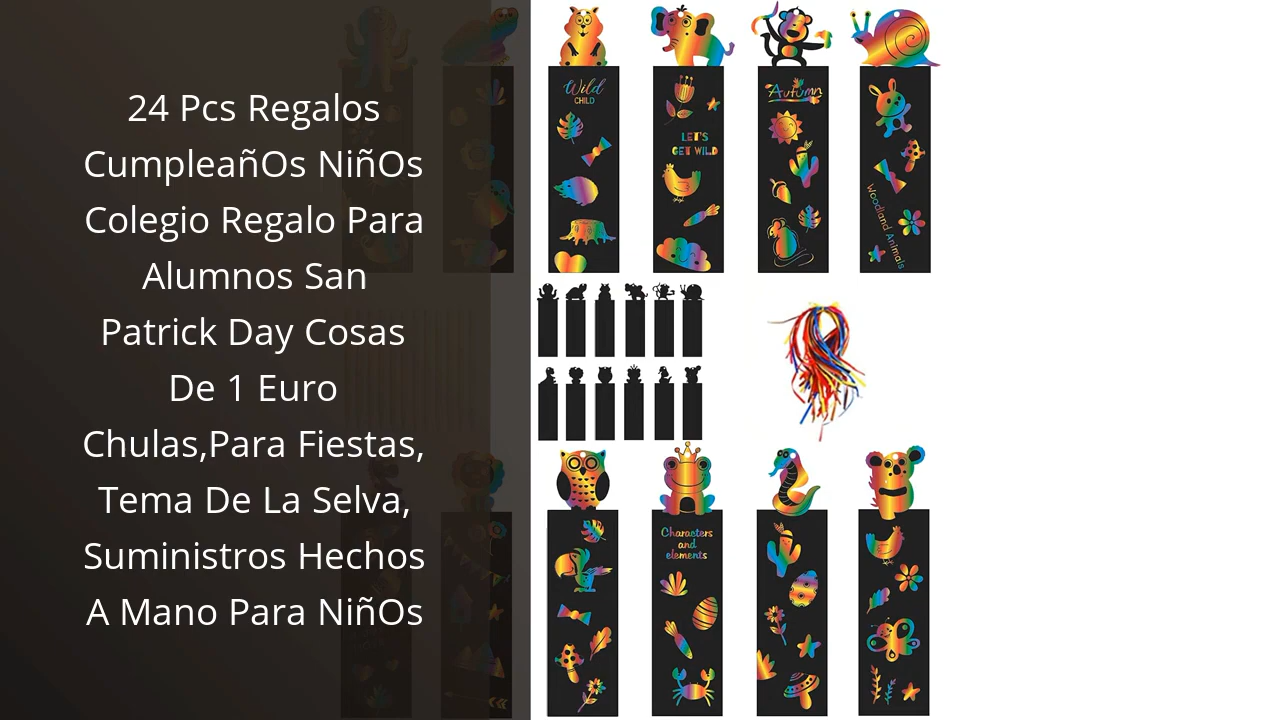 24 Pcs Regalos
CumpleañOs NiñOs
Colegio Regalo Para
Alumnos San
Patrick Day Cosas
De 1 Euro
Chulas,Para Fiestas,
Tema De La Selva,
Suministros Hechos
A Mano Para NiñOs
Wild
CHILD
LET'S
GET WILD
Autumn
Woodland Animals
Characters
and
elements